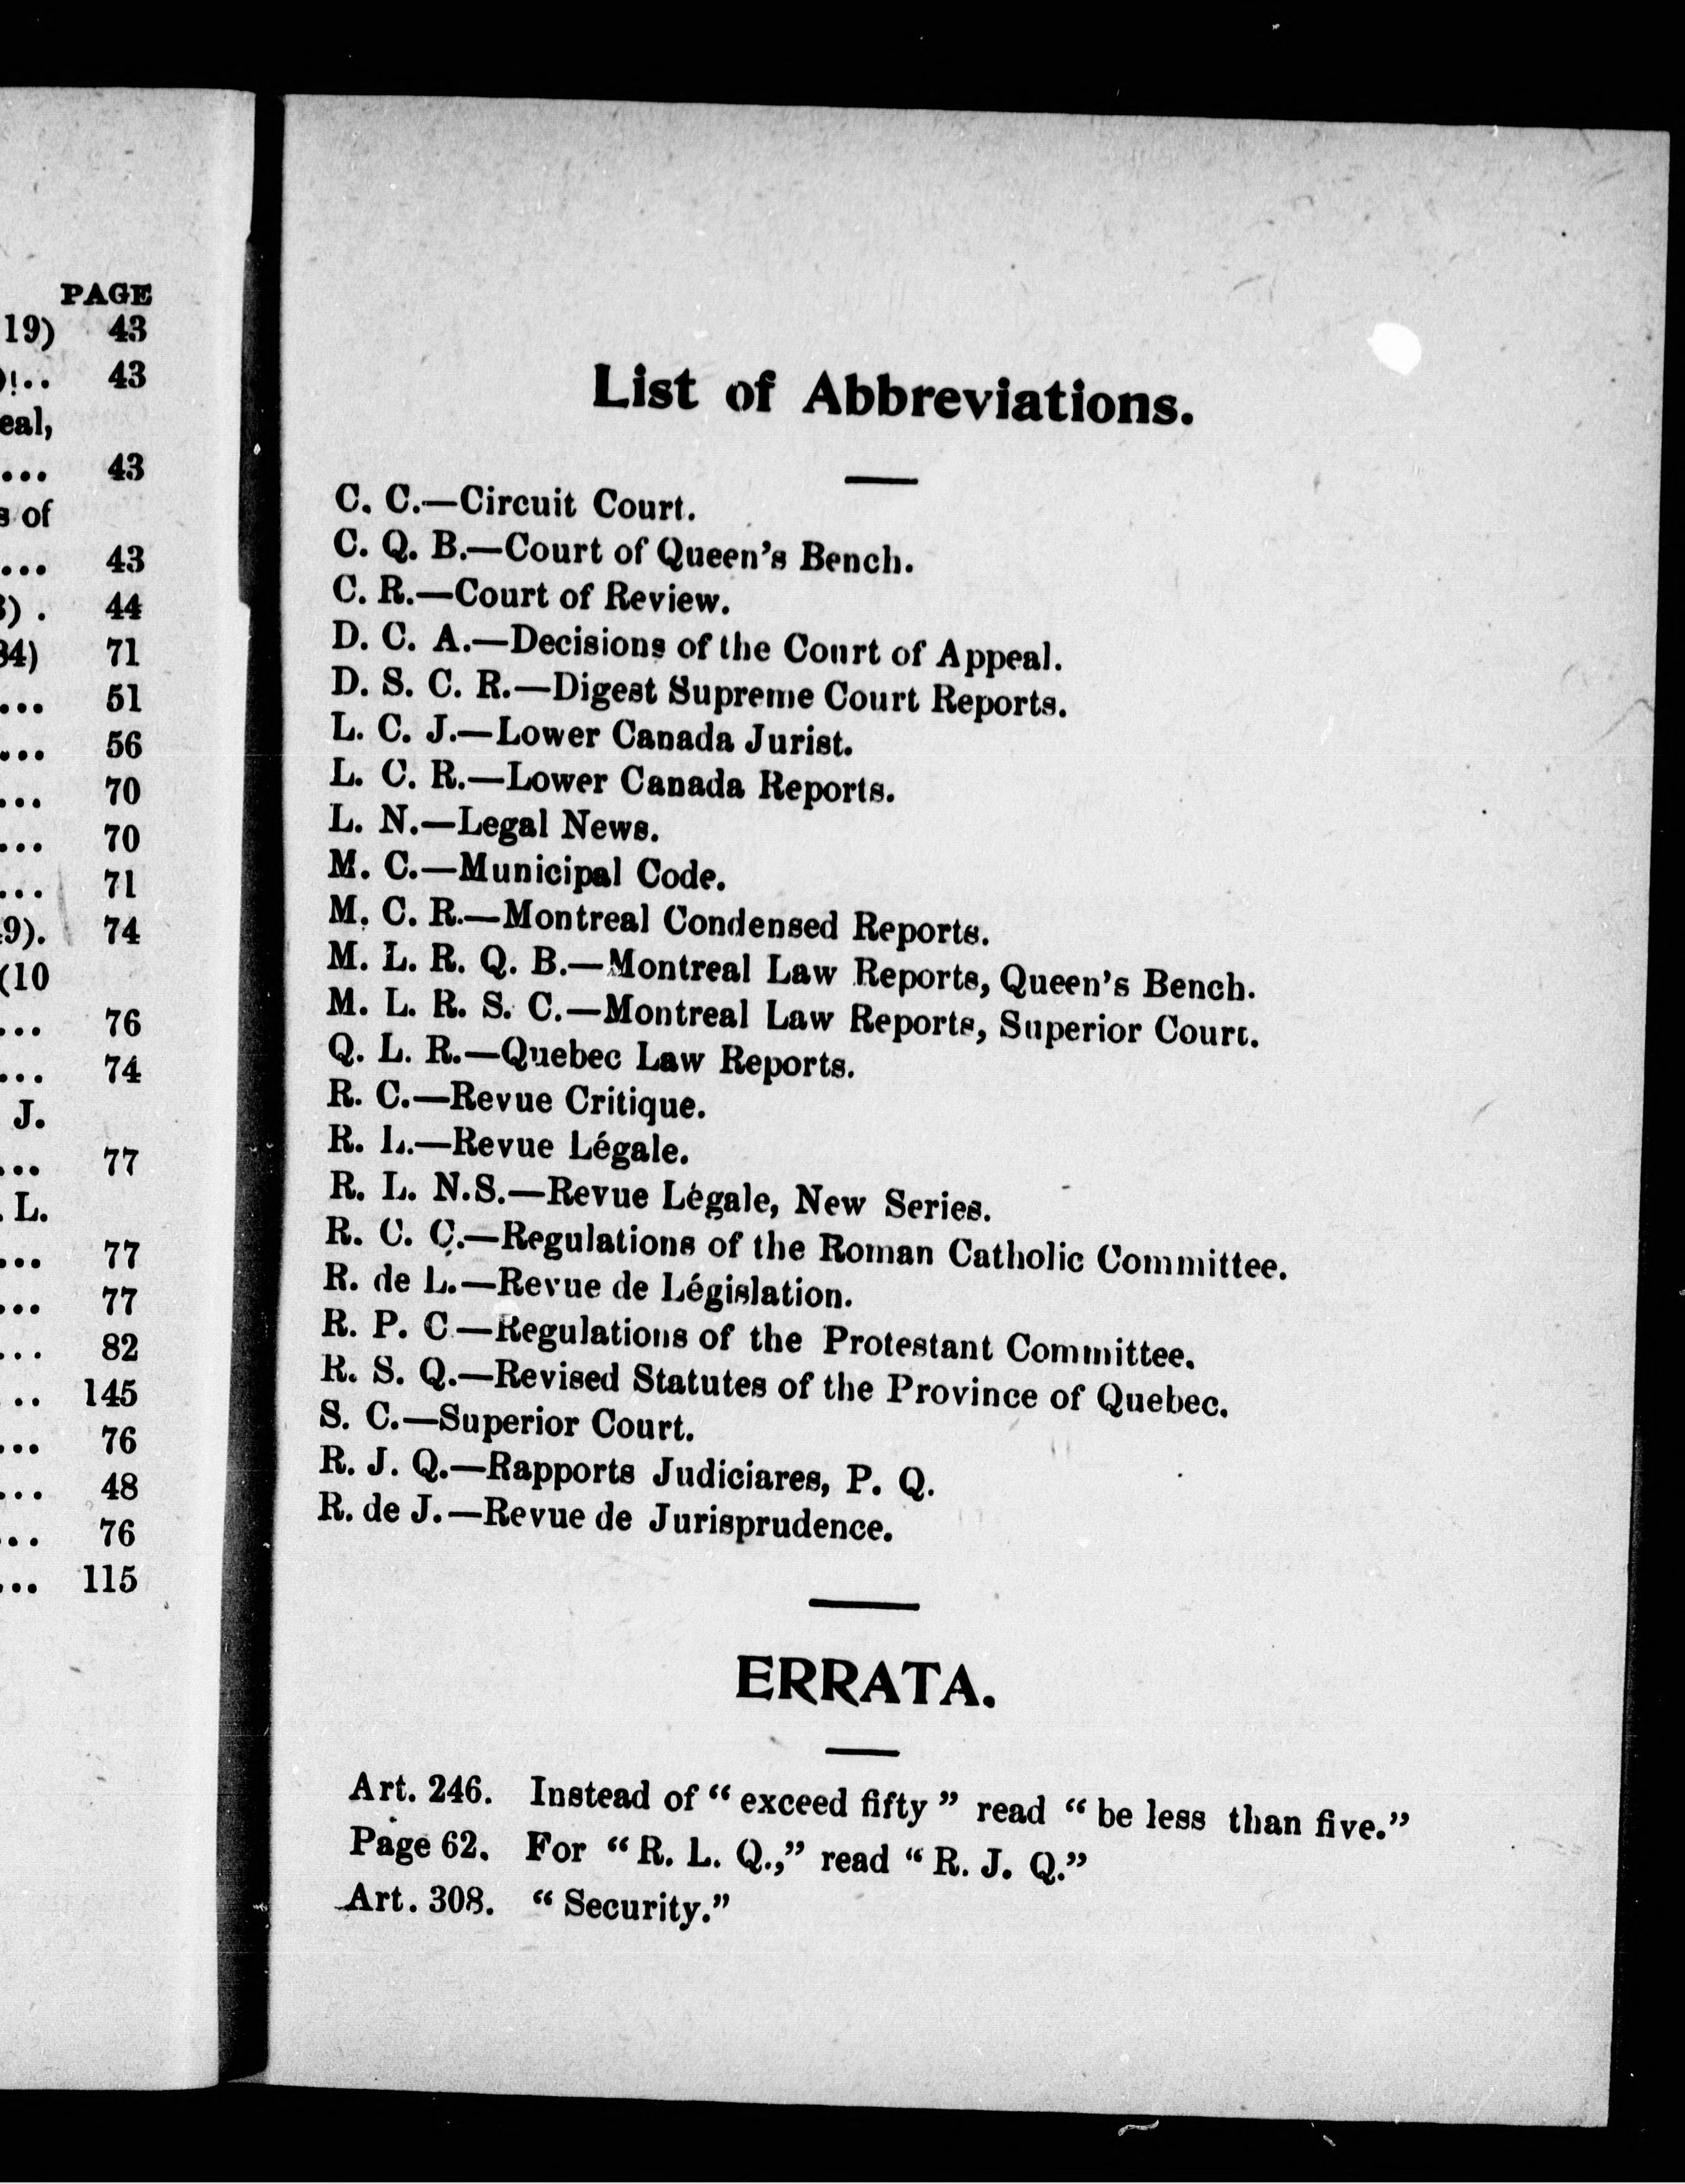 PAGE
19) 43
)!.. 43
eal,
... 43
s of
... 43
3) . 44
34) 71
... 51
... 56
... 70
... 70
... 71
49). 74
(10
... 76
... 74
J.
... 77
. L.
... 77
... 77
... 82
.. 145
... 76
... 48
... 76
... 115
List of Abbreviations.
C. C.—Circuit Court.
C. Q. B.—Court of Queen's Bench.
C. R.—Court of Review.
D. C. A.—Decisions of the Court of Appeal.
D. S. C. R.—Digest Supreme Court Reports.
L. C. J.—Lower Canada Jurist.
L. C. R.—Lower Canada Reports.
L. N.—Legal News.
M. C.—Municipal Code.
M. C. R.—Montreal Condensed Reports.
M. L. R. Q. B.—Montreal Law Reports, Queen's Bench.
M. L. R. S. C.—Montreal Law Reports, Superior Court.
Q. L. R.—Quebec Law Reports.
R. C.—Revue Critique.
R. L.—Revue Légale.
R. L. N.S.—Revue Légale, New Series.
R. C. C.—Regulations of the Roman Catholic Committee.
R. de L.—Revue de Législation.
R. P. C.—Regulations of the Protestant Committee.
R. S. Q.—Revised Statutes of the Province of Quebec.
S. C.—Superior Court.
R. J. Q.—Rapports Judiciares, P. Q.
R. de J.—Revue de Jurisprudence.
ERRATA.
Art. 246. Instead of “ exceed fifty ” read “ be less than five.”
Page 62. For “ R. L. Q.,” read “ R. J. Q.”
Art. 308. “ Security.”